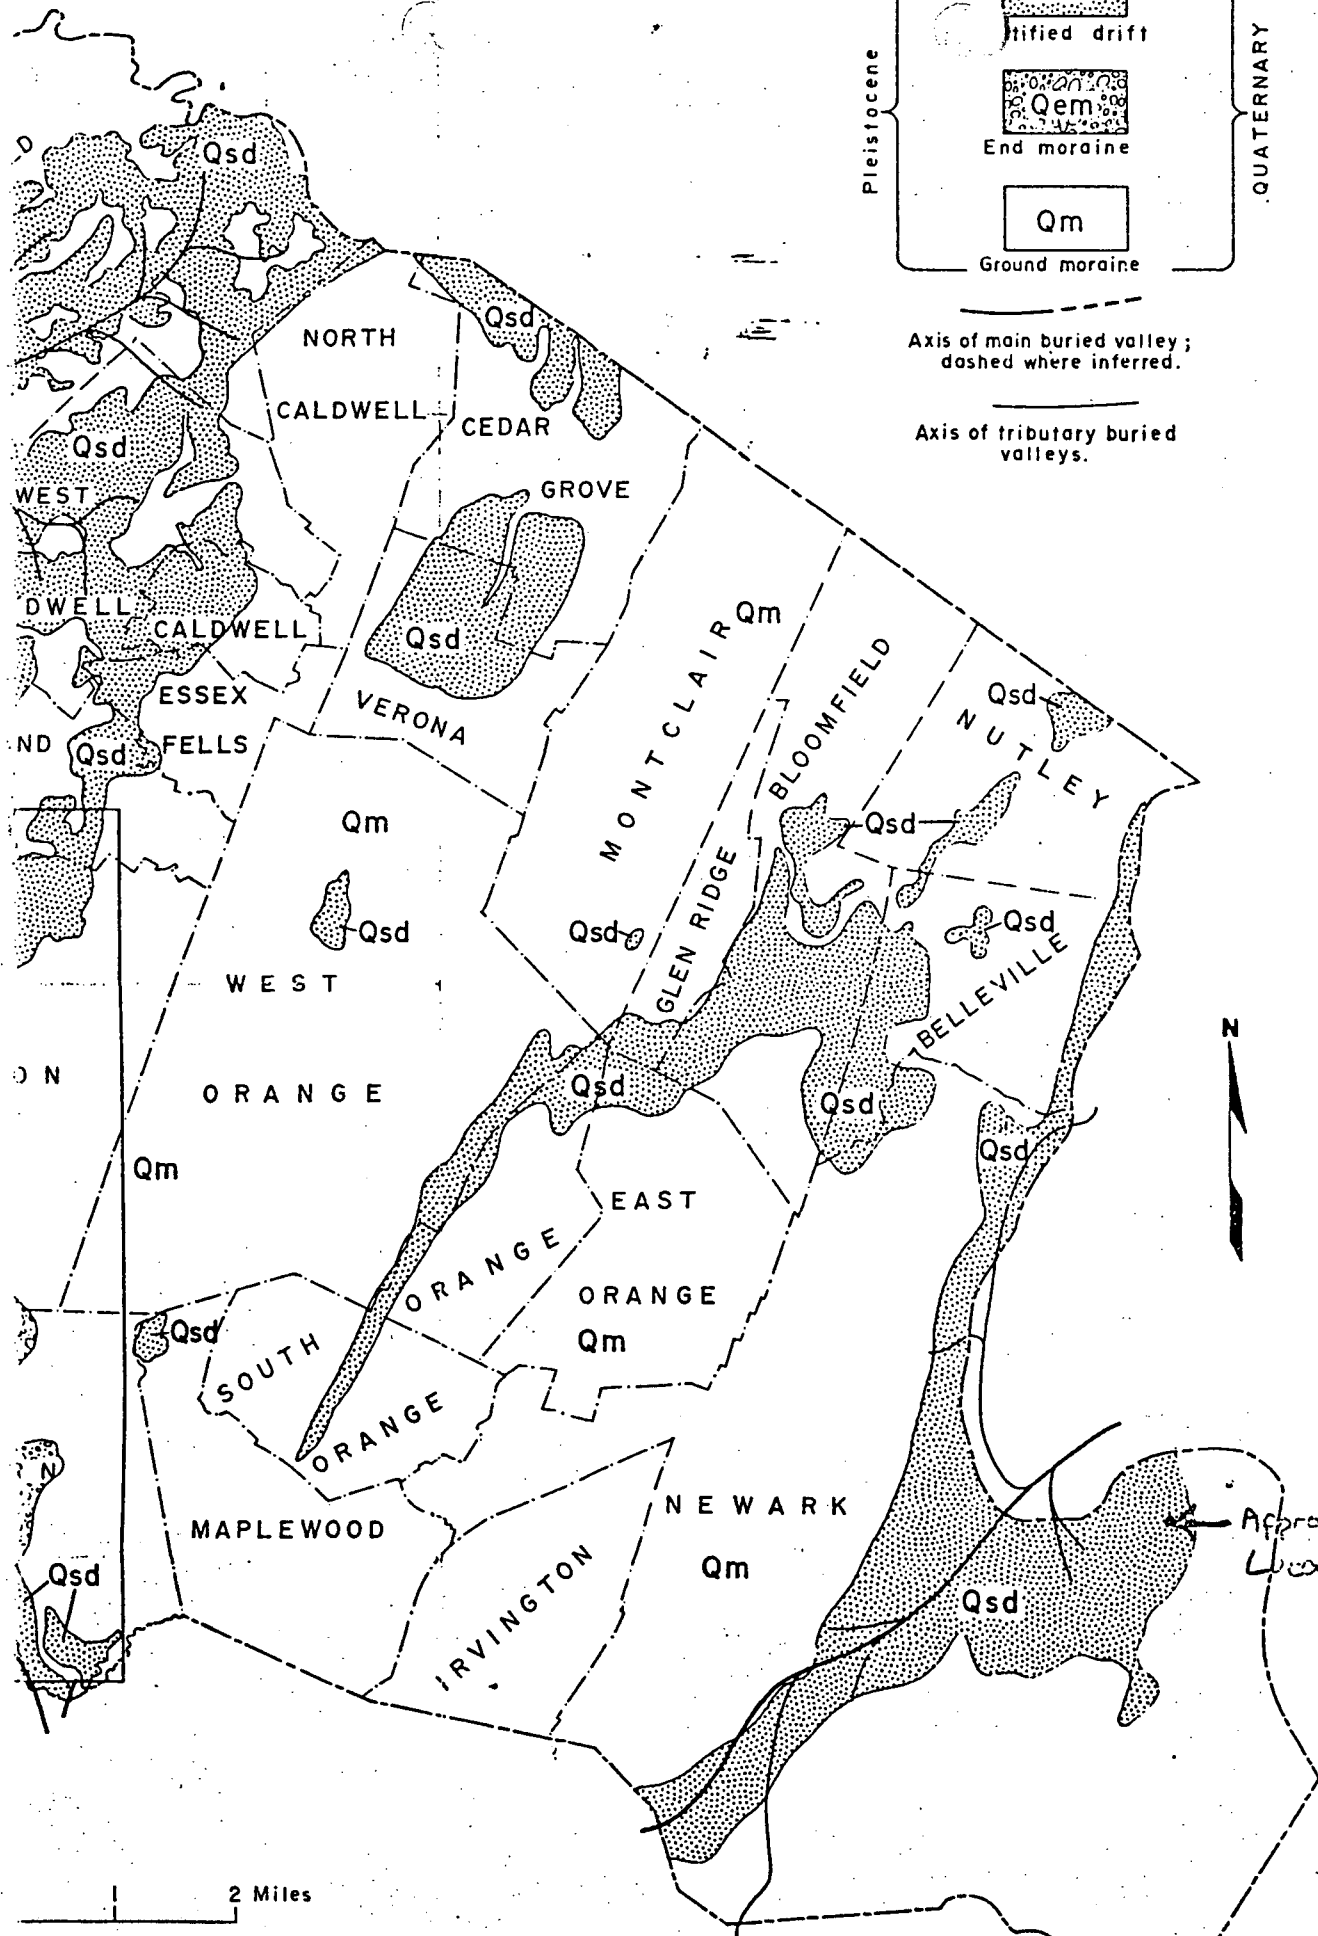 tified drift
Pleistocene
QUATERNARY
Qem
End moraine
Qm
Ground moraine
Axis of main buried valley;
dashed where inferred.
Axis of tributary buried
valleys.
D
Qsd
NORTH
CALDWELL
Qsd
CEDAR
GROVE
Qsd
WEST
DWELL
CALDWELL
Qsd
ESSEX
FELLS
VERONA
ND
Qsd
MONTCLAIR
Qm
BLOOMFIELD
Qsd
NUTLEY
Qm
Qsd
GLEN RIDGE
Qsd
Qsd
Qsd
BELLEVILLE
WEST
ORANGE
ON
N
Qsd
Qsd
Qsd
Qm
EAST
ORANGE
Qm
ORANGE
Qsd
SOUTH
ORANGE
N
MAPLEWOOD
NEWARK
Qm
IRVINGTON
Qsd
Qsd
Appro
2 Miles